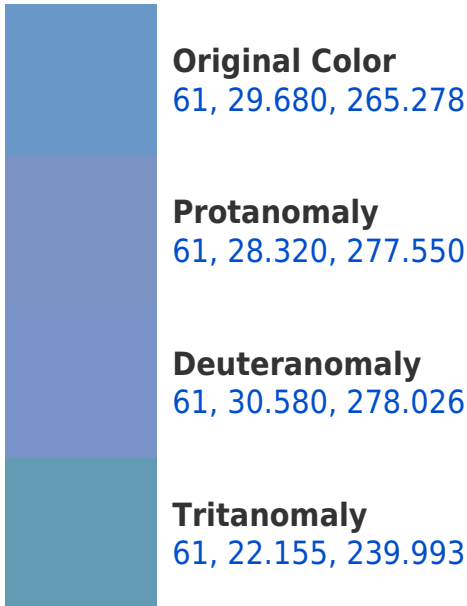 Original Color
61, 29.680, 265.278
Protanomaly
61, 28.320, 277.550
Deuteranomaly
61, 30.580, 278.026
Tritanomaly
61, 22.155, 239.993